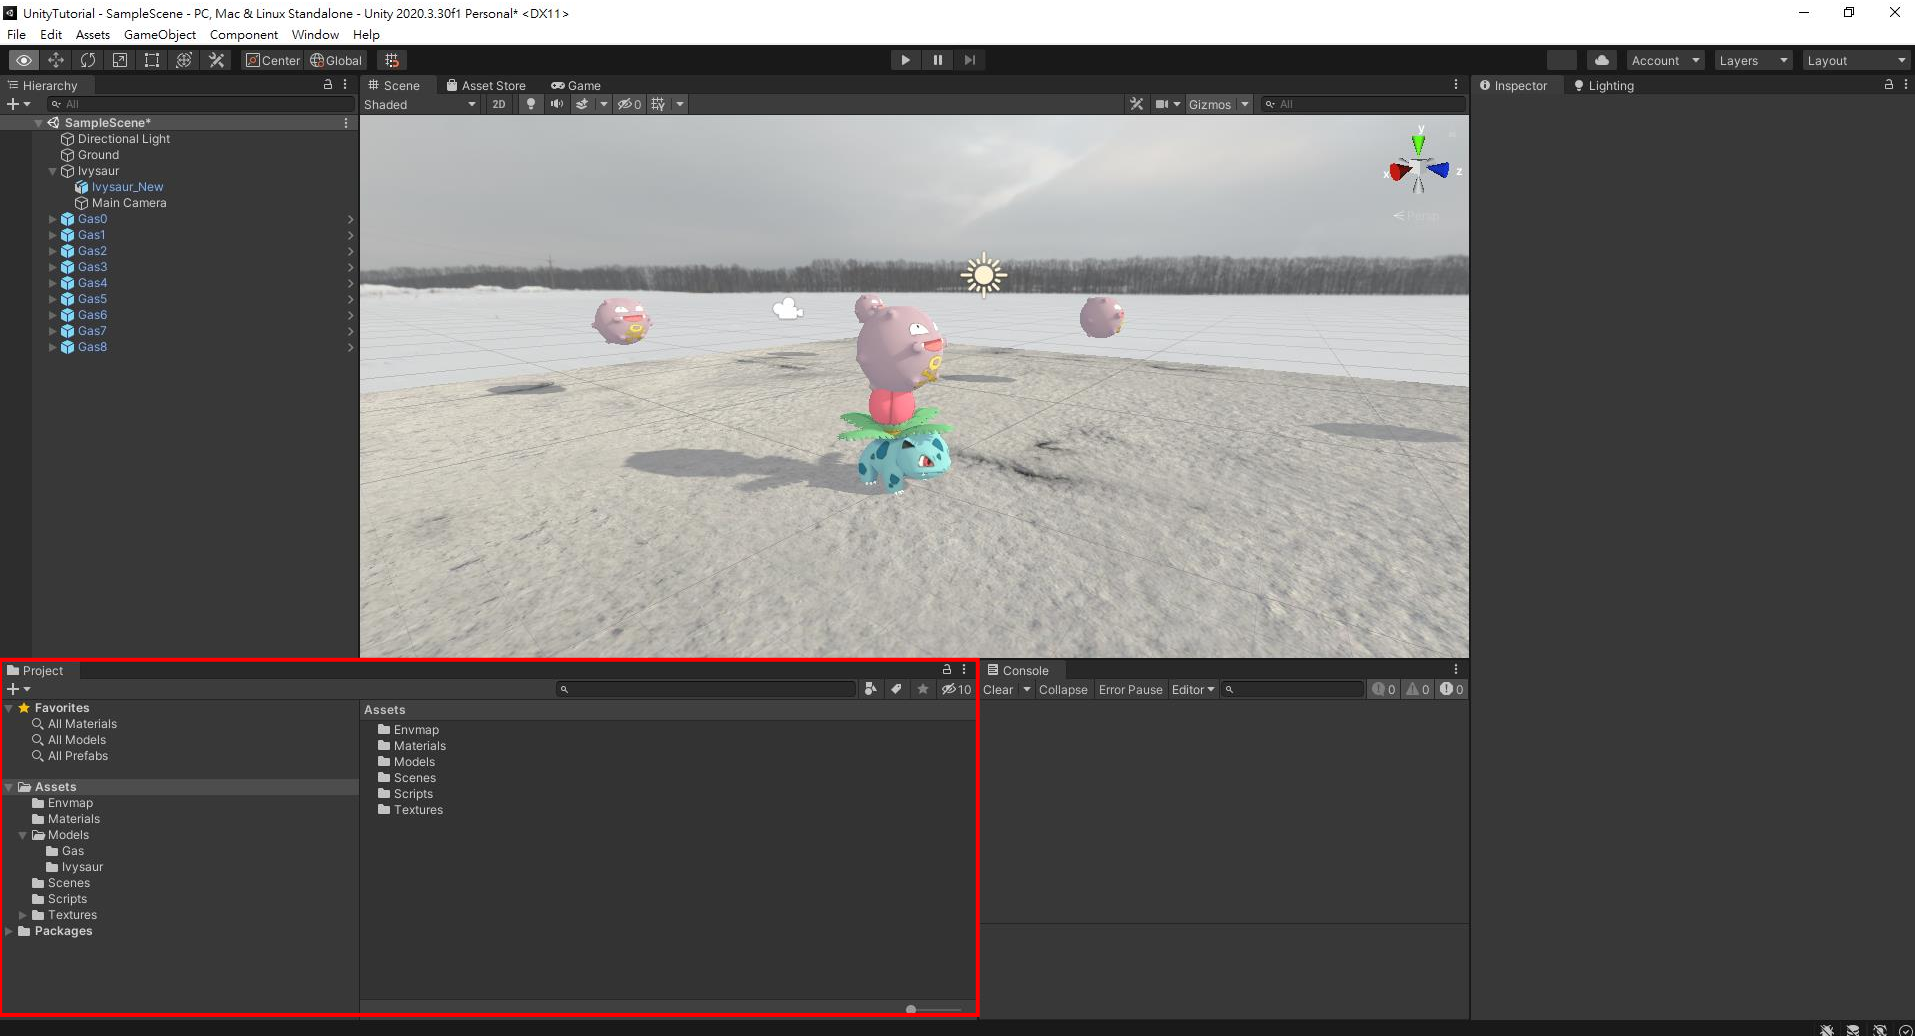 UnityTutorial - SampleScene - PC, Mac & Linux Standalone - Unity 2020.3.30f1 Personal* <DX11>
File Edit Assets GameObject Component Window Help
Center Global Account Layers Layout
Hierarchy
All
SampleScene*
Directional Light
Ground
Ivysaur
Ivysaur_New
Main Camera
Gas0
Gas1
Gas2
Gas3
Gas4
Gas5
Gas6
Gas7
Gas8
Scene Asset Store Game
Shaded 2D 0 Gizmos All
y
x z
Persp
Inspector Lighting
Project
10
Favorites
All Materials
All Models
All Prefabs
Assets
Envmap
Materials
Models
Gas
Ivysaur
Scenes
Scripts
Textures
Packages
Assets
Envmap
Materials
Models
Scenes
Scripts
Textures
Console
Clear Collapse Error Pause Editor 0 0 0